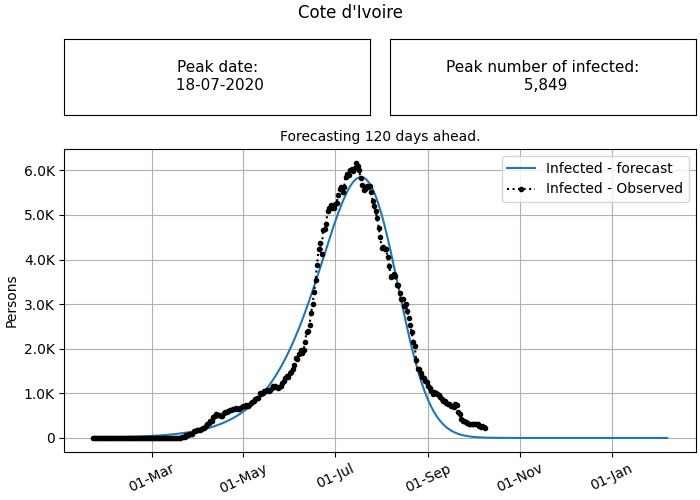 Cote d'Ivoire
Peak date:
18-07-2020
Peak number of infected:
5,849
Forecasting 120 days ahead.
Infected - forecast
Infected - Observed
6.0K
5.0K
4.0K
3.0K
2.0K
1.0K
0
Persons
01-Mar
01-May
01-Jul
01-Sep
01-Nov
01-Jan